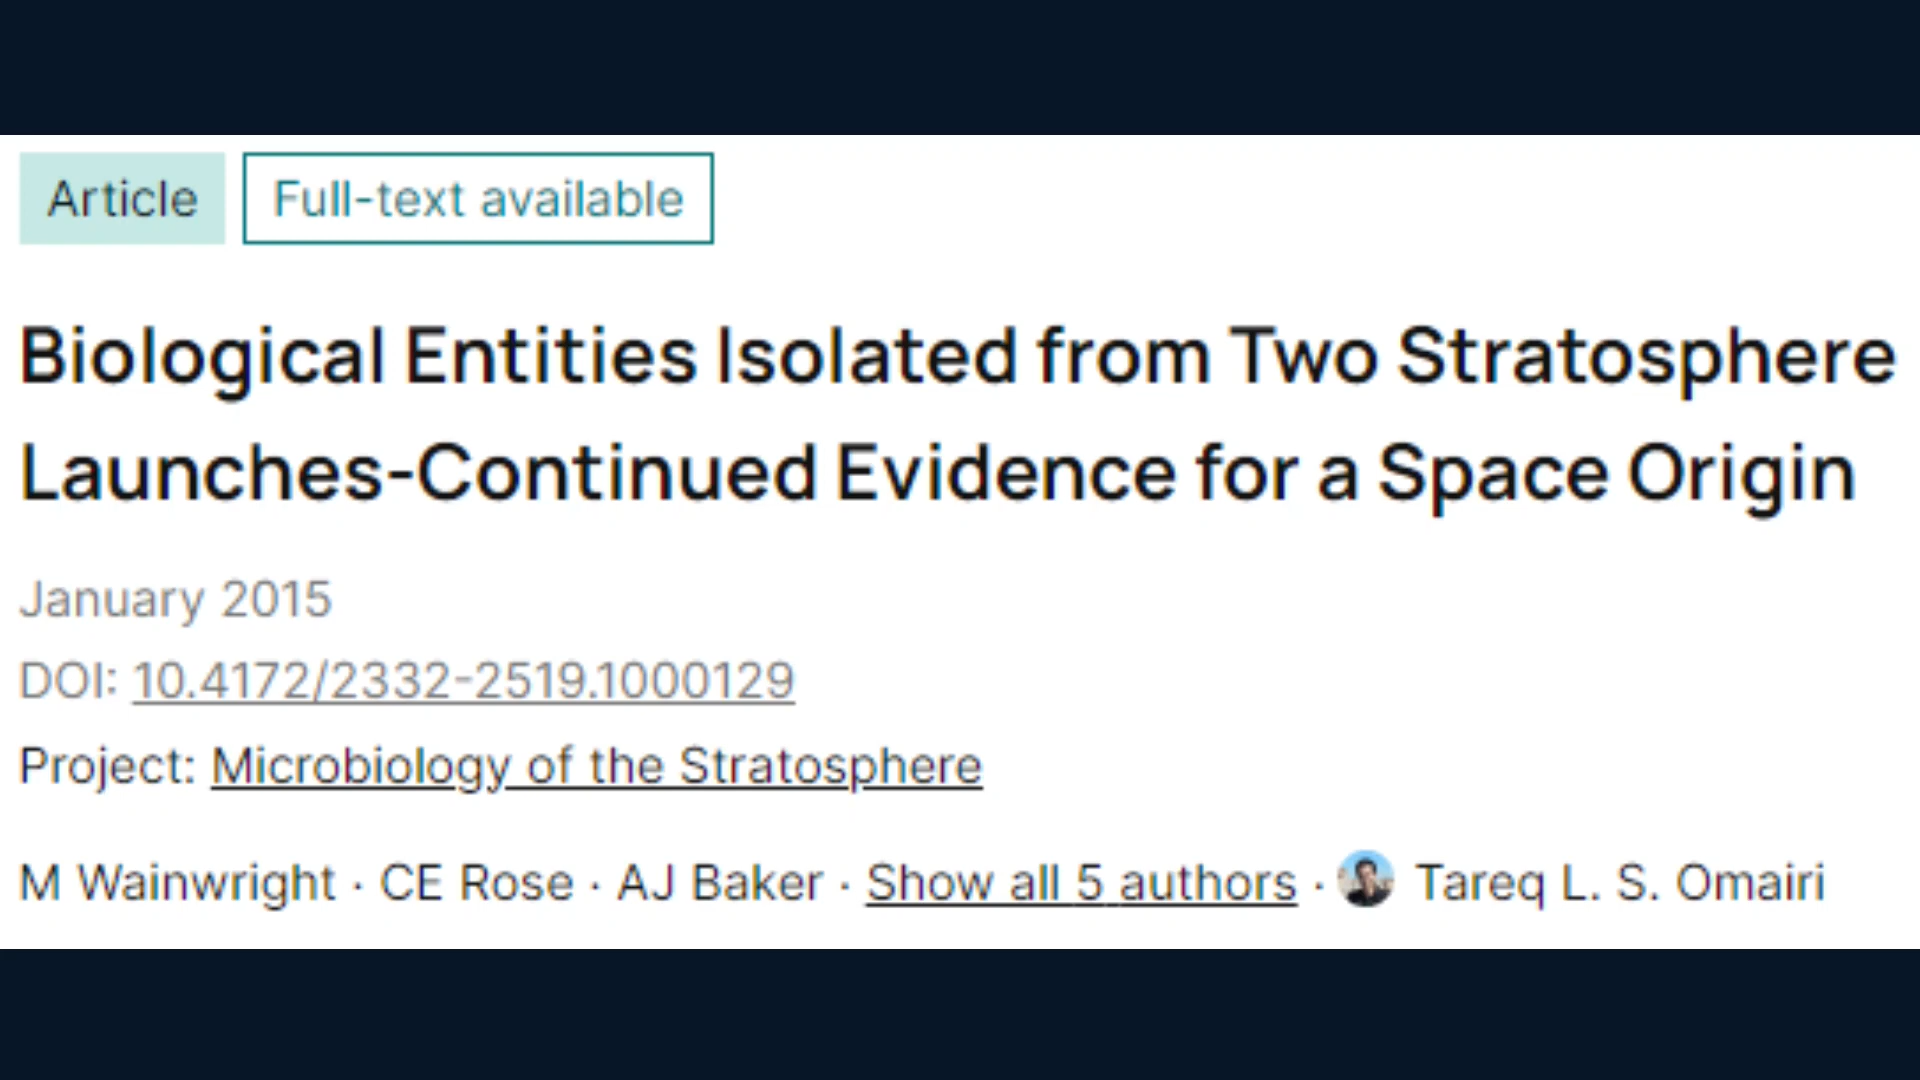 Article Full-text available
Biological Entities Isolated from Two Stratosphere
Launches-Continued Evidence for a Space Origin
January 2015
DOI: 10.4172/2332-2519.1000129
Project: Microbiology of the Stratosphere
M Wainwright · CE Rose · AJ Baker · Show all 5 authors · Tareq L. S. Omairi